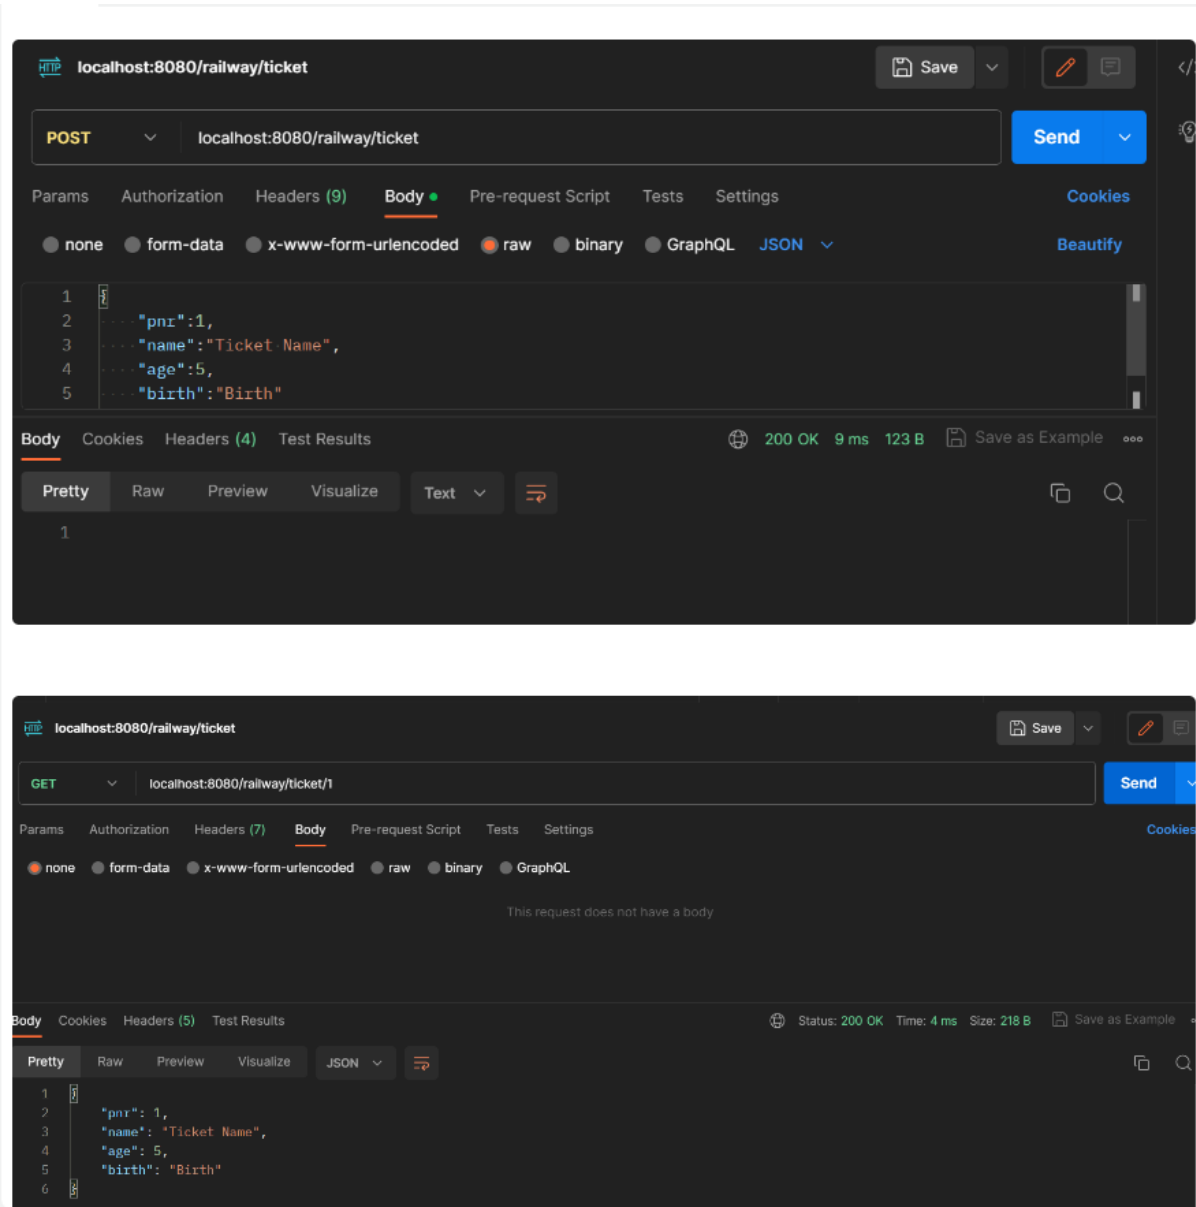 HTTP localhost:8080/railway/ticket Save
POST localhost:8080/railway/ticket Send
Params Authorization Headers (9) Body Pre-request Script Tests Settings Cookies
none form-data x-www-form-urlencoded raw binary GraphQL JSON Beautify
1 {
2 "pnr":1,
3 "name":"Ticket Name",
4 "age":5,
5 "birth":"Birth"
Body Cookies Headers (4) Test Results 200 OK 9 ms 123 B Save as Example
Pretty Raw Preview Visualize Text
1
HTTP localhost:8080/railway/ticket Save
GET localhost:8080/railway/ticket/1 Send
Params Authorization Headers (7) Body Pre-request Script Tests Settings Cookies
none form-data x-www-form-urlencoded raw binary GraphQL
This request does not have a body
Body Cookies Headers (5) Test Results Status: 200 OK Time: 4 ms Size: 218 B Save as Example
Pretty Raw Preview Visualize JSON
1 {
2 "pnr": 1,
3 "name": "Ticket Name",
4 "age": 5,
5 "birth": "Birth"
6 }